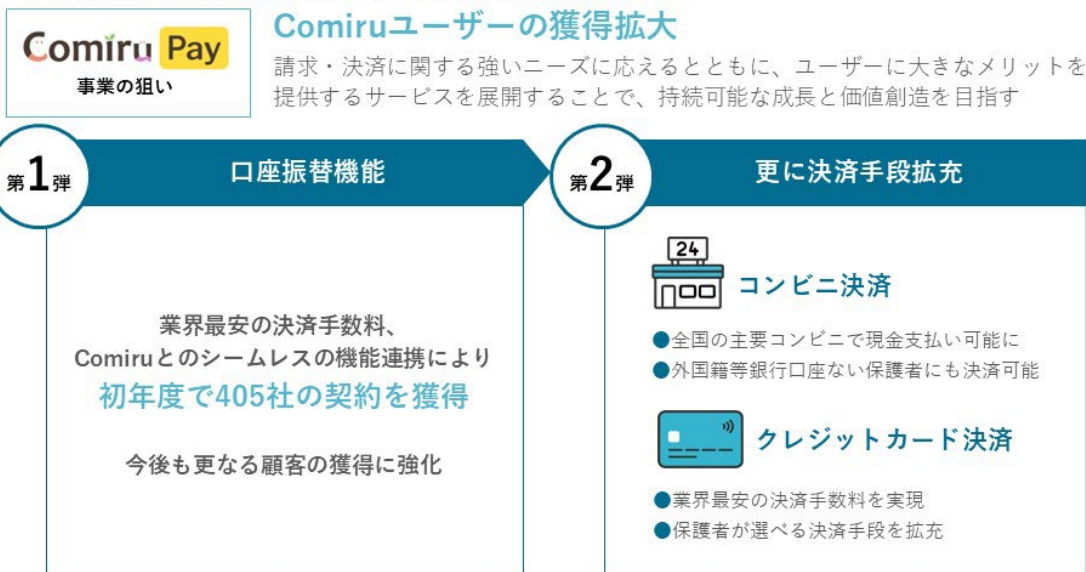 Comiru Pay
事業の狙い
Comiruユーザーの獲得拡大
請求・決済に関する強いニーズに応えるとともに、ユーザーに大きなメリットを
提供するサービスを展開することで、持続可能な成長と価値創造を目指す
第1弾
口座振替機能
業界最安の決済手数料、
Comiruとのシームレスの機能連携により
初年度で405社の契約を獲得
今後も更なる顧客の獲得に強化
第2弾
更に決済手段拡充
24
コンビニ決済
●全国の主要コンビニで現金支払い可能に
●外国籍等銀行口座ない保護者にも決済可能
クレジットカード決済
●業界最安の決済手数料を実現
●保護者が選べる決済手段を拡充